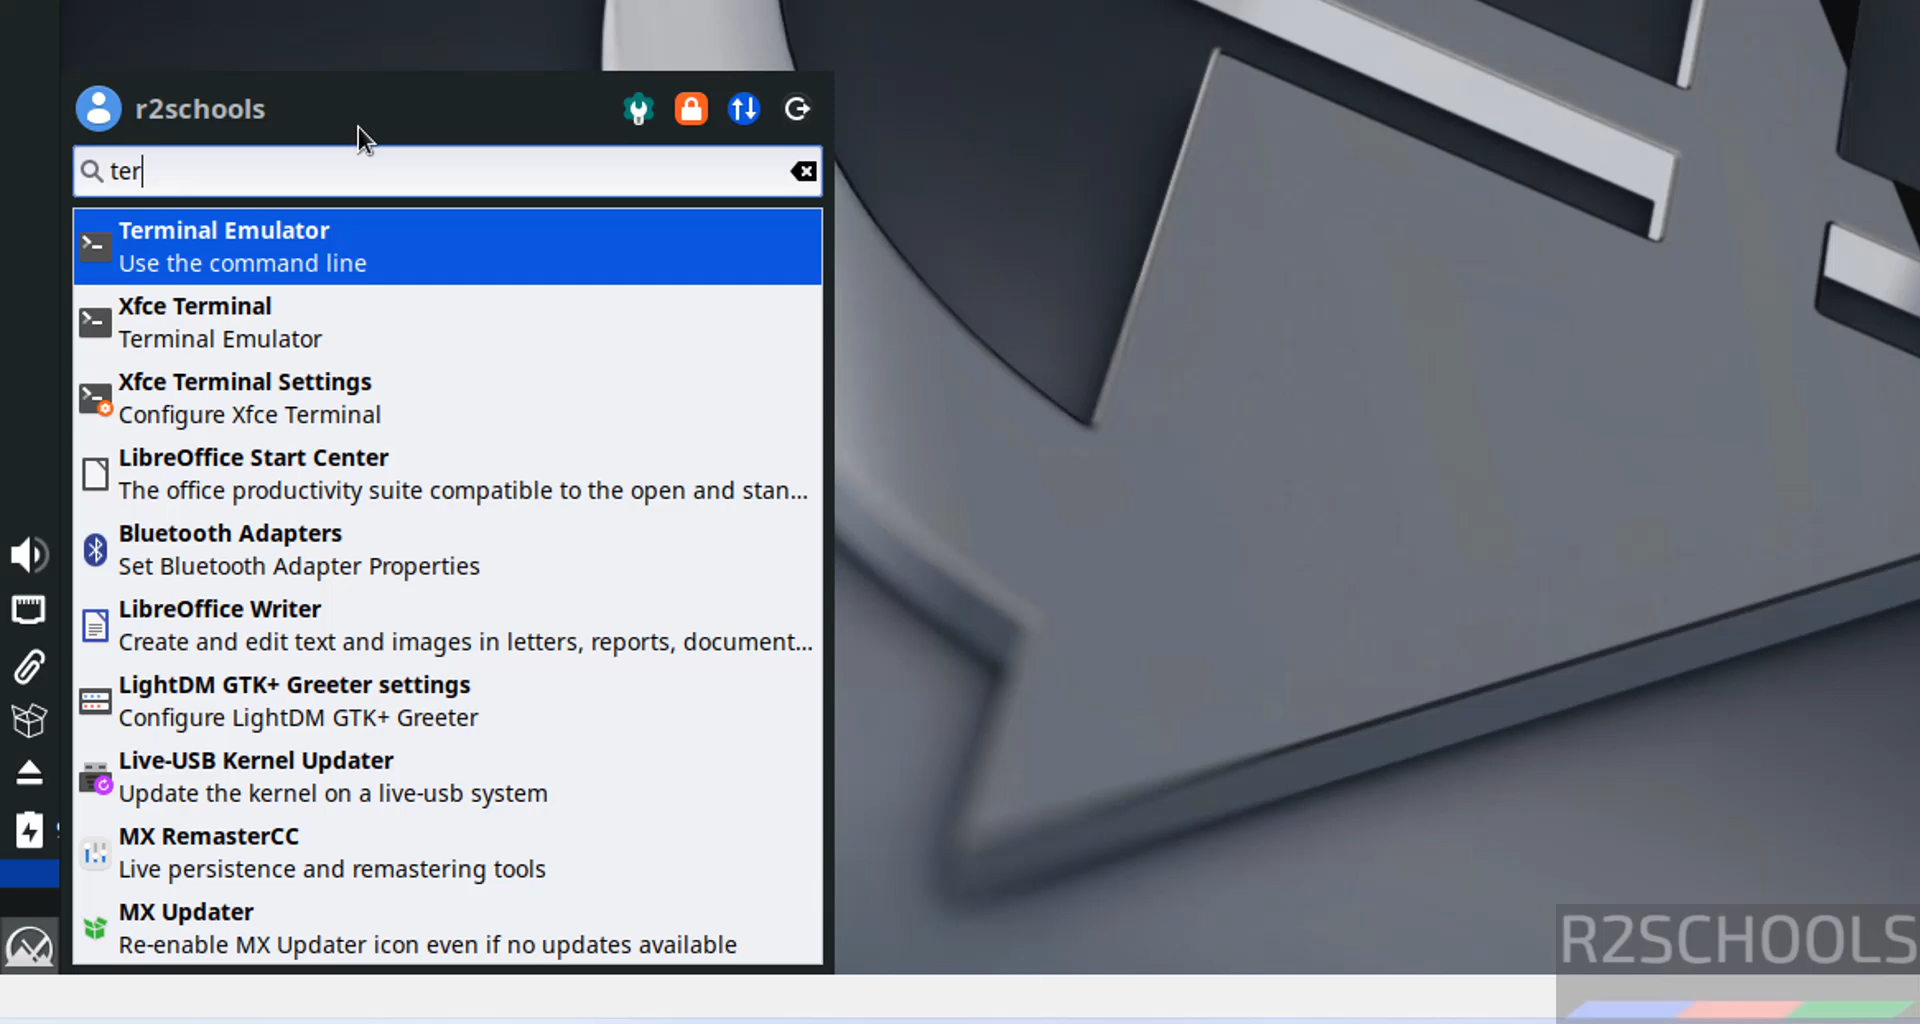 r2schools
ter
Terminal Emulator
Use the command line
Xfce Terminal
Terminal Emulator
Xfce Terminal Settings
Configure Xfce Terminal
LibreOffice Start Center
The office productivity suite compatible to the open and stan...
Bluetooth Adapters
Set Bluetooth Adapter Properties
LibreOffice Writer
Create and edit text and images in letters, reports, document...
LightDM GTK+ Greeter settings
Configure LightDM GTK+ Greeter
Live-USB Kernel Updater
Update the kernel on a live-usb system
MX RemasterCC
Live persistence and remastering tools
MX Updater
Re-enable MX Updater icon even if no updates available
R2SCHOOLS